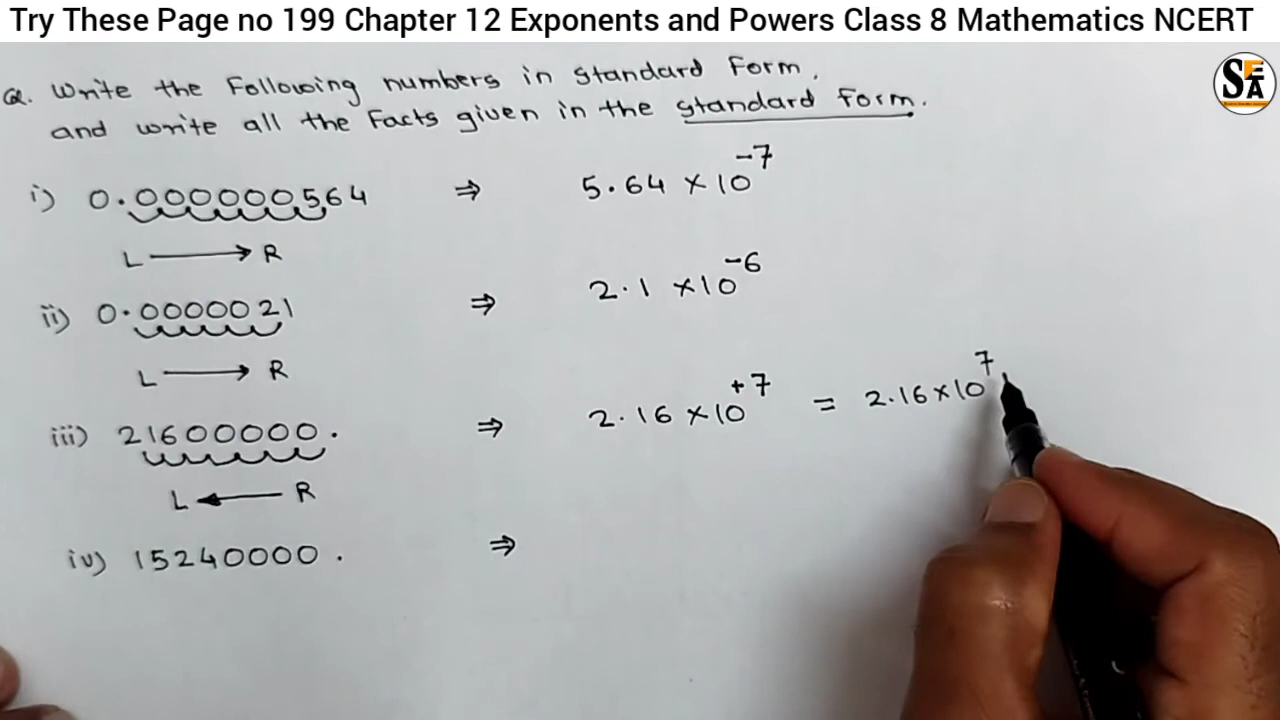 Try These Page no 199 Chapter 12 Exponents and Powers Class 8 Mathematics NCERT
SEA
Q. Write the Following numbers in standard Form,
and write all the Facts given in the standard Form.
i) 0.000000564 ⇒ 5.64 × 10⁻⁷
L ⟶ R
ii) 0.0000021 ⇒ 2.1 × 10⁻⁶
L ⟶ R
iii) 21600000. ⇒ 2.16 × 10⁺⁷ = 2.16 × 10⁷
L ⟵ R
iv) 15240000. ⇒